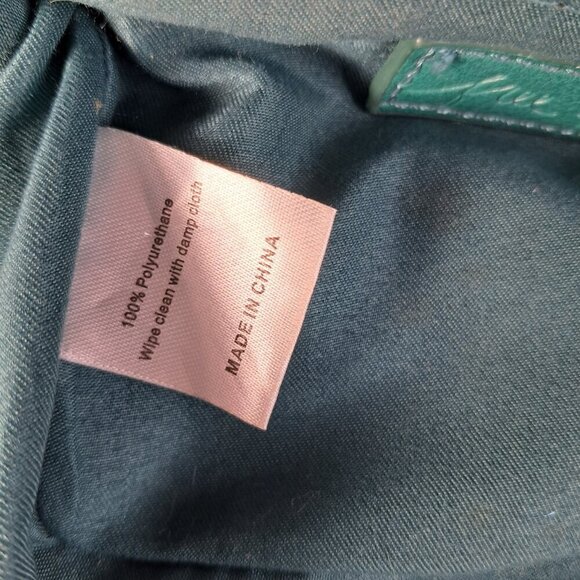 100% Polyurethane
Wipe clean with damp cloth
MADE IN CHINA